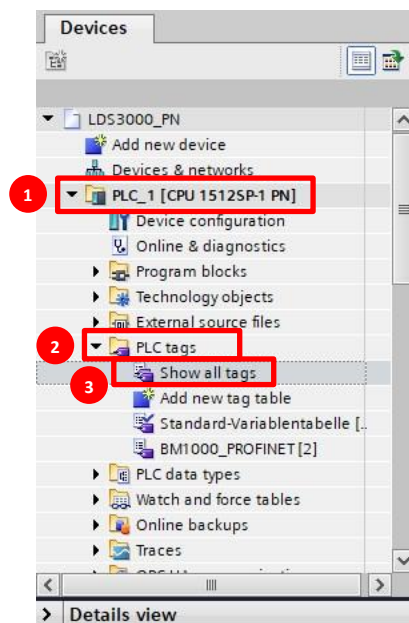 Devices
LDS3000_PN
Add new device
Devices & networks
1
PLC_1 [CPU 1512SP-1 PN]
Device configuration
Online & diagnostics
Program blocks
Technology objects
External source files
2
PLC tags
3
Show all tags
Add new tag table
Standard-Variablentabelle [..
BM1000_PROFINET [2]
PLC data types
Watch and force tables
Online backups
Traces
Details view